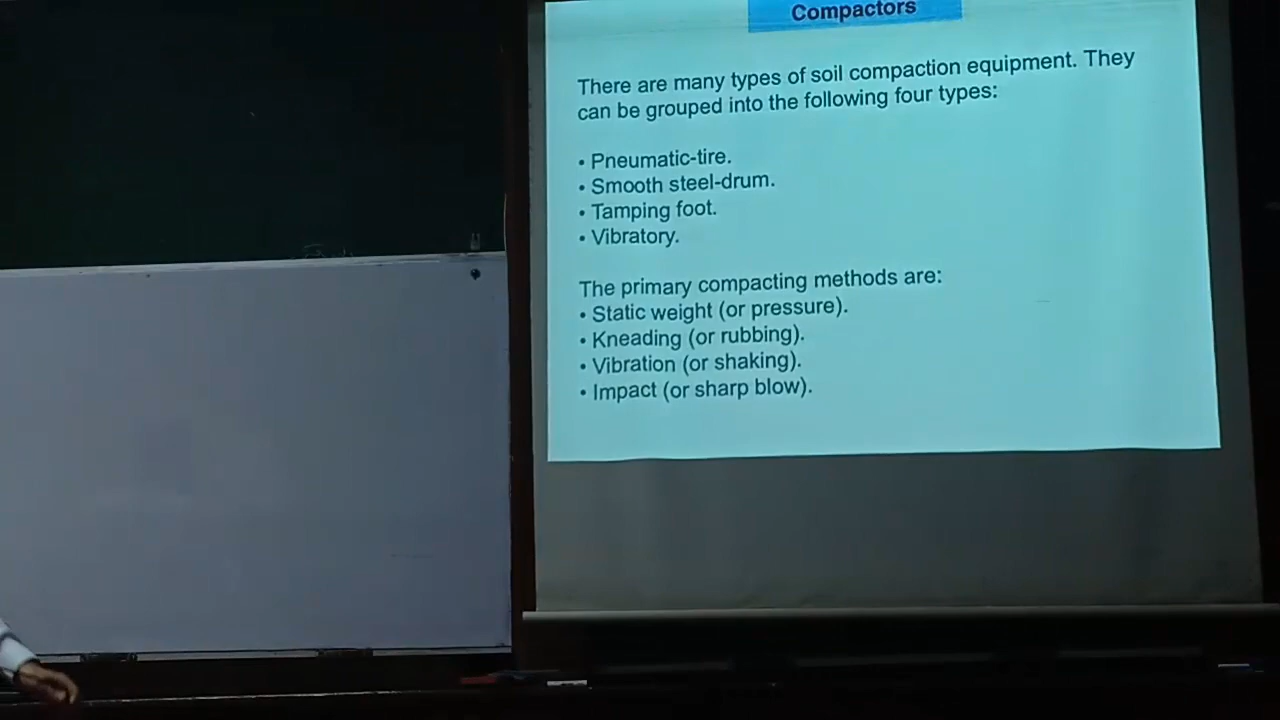 Compactors
There are many types of soil compaction equipment. They
can be grouped into the following four types:
• Pneumatic-tire.
• Smooth steel-drum.
• Tamping foot.
• Vibratory.
The primary compacting methods are:
• Static weight (or pressure).
• Kneading (or rubbing).
• Vibration (or shaking).
• Impact (or sharp blow).